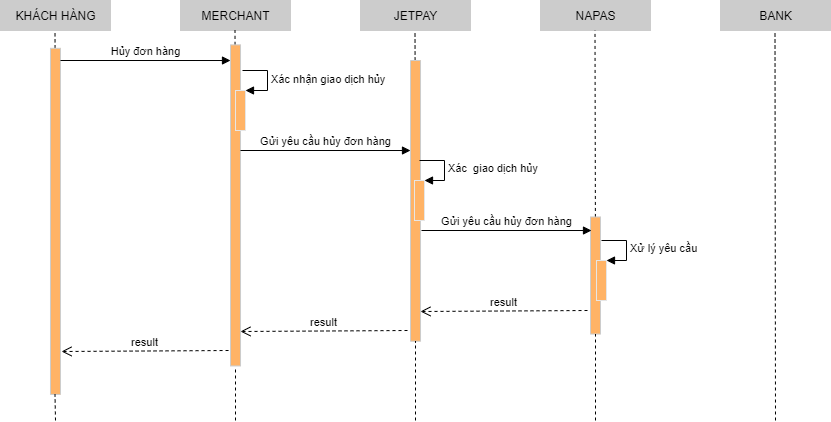 KHÁCH HÀNG
MERCHANT
JETPAY
NAPAS
BANK
Hủy đơn hàng
Xác nhận giao dịch hủy
Gửi yêu cầu hủy đơn hàng
Xác giao dịch hủy
Gửi yêu cầu hủy đơn hàng
Xử lý yêu cầu
result
result
result